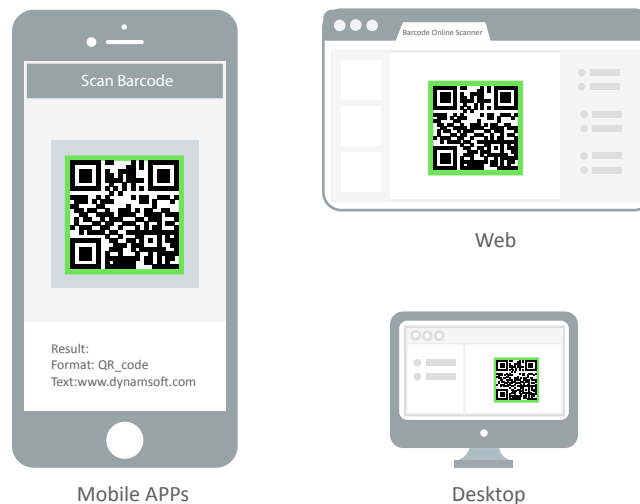 Scan Barcode
Result:
Format: QR_code
Text:www.dynamsoft.com
Mobile APPs
Barcode Online Scanner
Web
Desktop